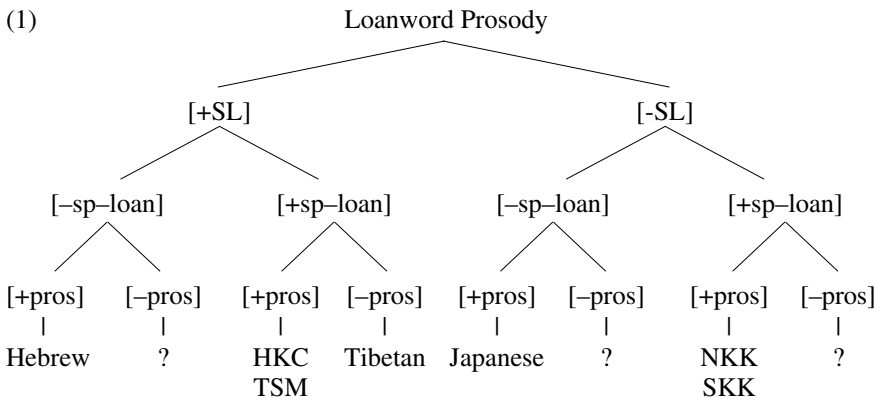 (1) Loanword Prosody
[+SL] [-SL]
[–sp–loan] [+sp–loan] [–sp–loan] [+sp–loan]
[+pros] [–pros] [+pros] [–pros] [+pros] [–pros] [+pros] [–pros]
Hebrew ? HKC Tibetan Japanese ? NKK ?
TSM SKK